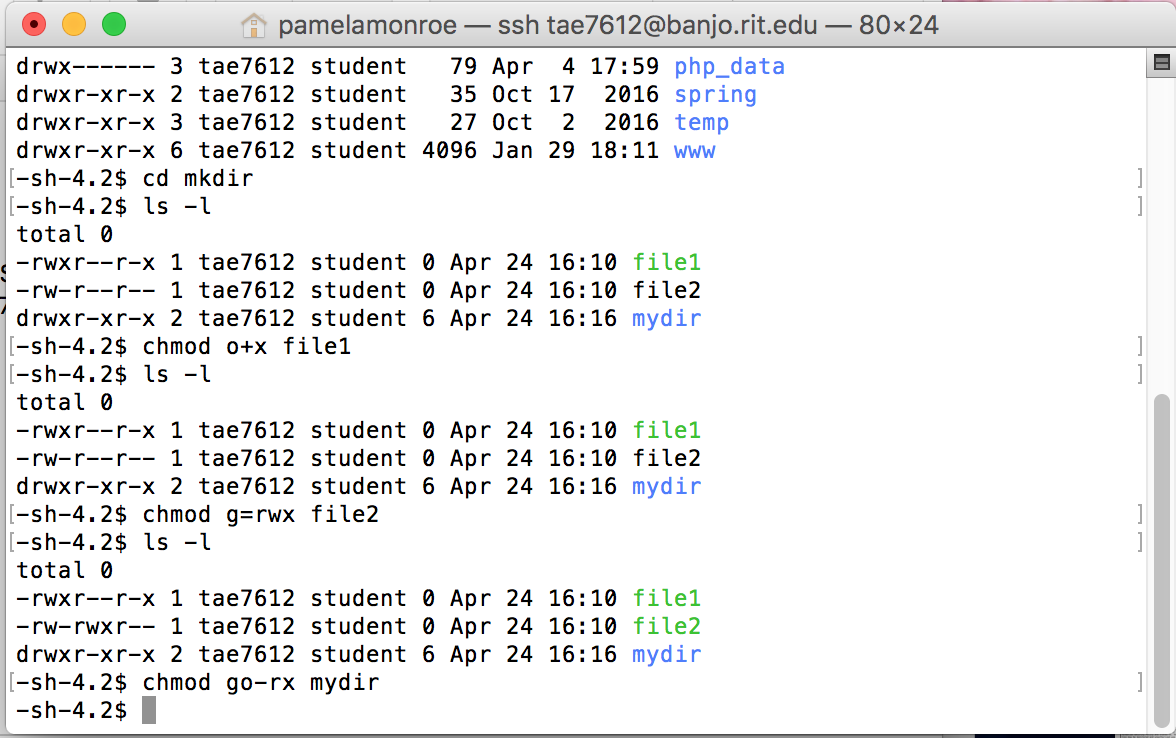 pamelamonroe — ssh tae7612@banjo.rit.edu — 80×24
drwx------ 3 tae7612 student   79 Apr  4 17:59 php_data
drwxr-xr-x 2 tae7612 student   35 Oct 17  2016 spring
drwxr-xr-x 3 tae7612 student   27 Oct  2  2016 temp
drwxr-xr-x 6 tae7612 student 4096 Jan 29 18:11 www
[-sh-4.2$ cd mkdir ]
[-sh-4.2$ ls -l ]
total 0
-rwxr--r-x 1 tae7612 student 0 Apr 24 16:10 file1
-rw-r--r-- 1 tae7612 student 0 Apr 24 16:10 file2
drwxr-xr-x 2 tae7612 student 6 Apr 24 16:16 mydir
[-sh-4.2$ chmod o+x file1 ]
[-sh-4.2$ ls -l ]
total 0
-rwxr--r-x 1 tae7612 student 0 Apr 24 16:10 file1
-rw-r--r-- 1 tae7612 student 0 Apr 24 16:10 file2
drwxr-xr-x 2 tae7612 student 6 Apr 24 16:16 mydir
[-sh-4.2$ chmod g=rwx file2 ]
[-sh-4.2$ ls -l ]
total 0
-rwxr--r-x 1 tae7612 student 0 Apr 24 16:10 file1
-rw-rwxr-- 1 tae7612 student 0 Apr 24 16:10 file2
drwxr-xr-x 2 tae7612 student 6 Apr 24 16:16 mydir
[-sh-4.2$ chmod go-rx mydir ]
-sh-4.2$